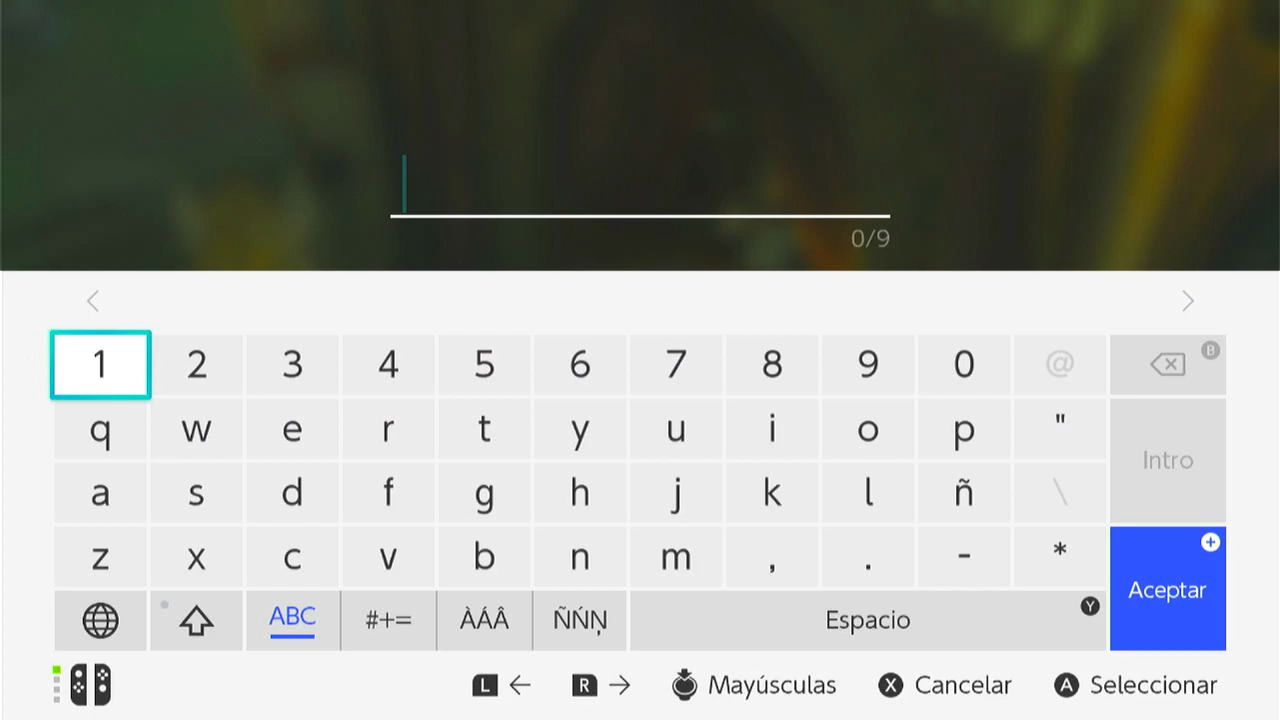 0/9
1 2 3 4 5 6 7 8 9 0 @ B
q w e r t y u i o p " Intro
a s d f g h j k l ñ \
z x c v b n m , . - * + Aceptar
ABC #+= ÀÁÂ ÑŃŅ Espacio Y
L ← R → Mayúsculas X Cancelar A Seleccionar